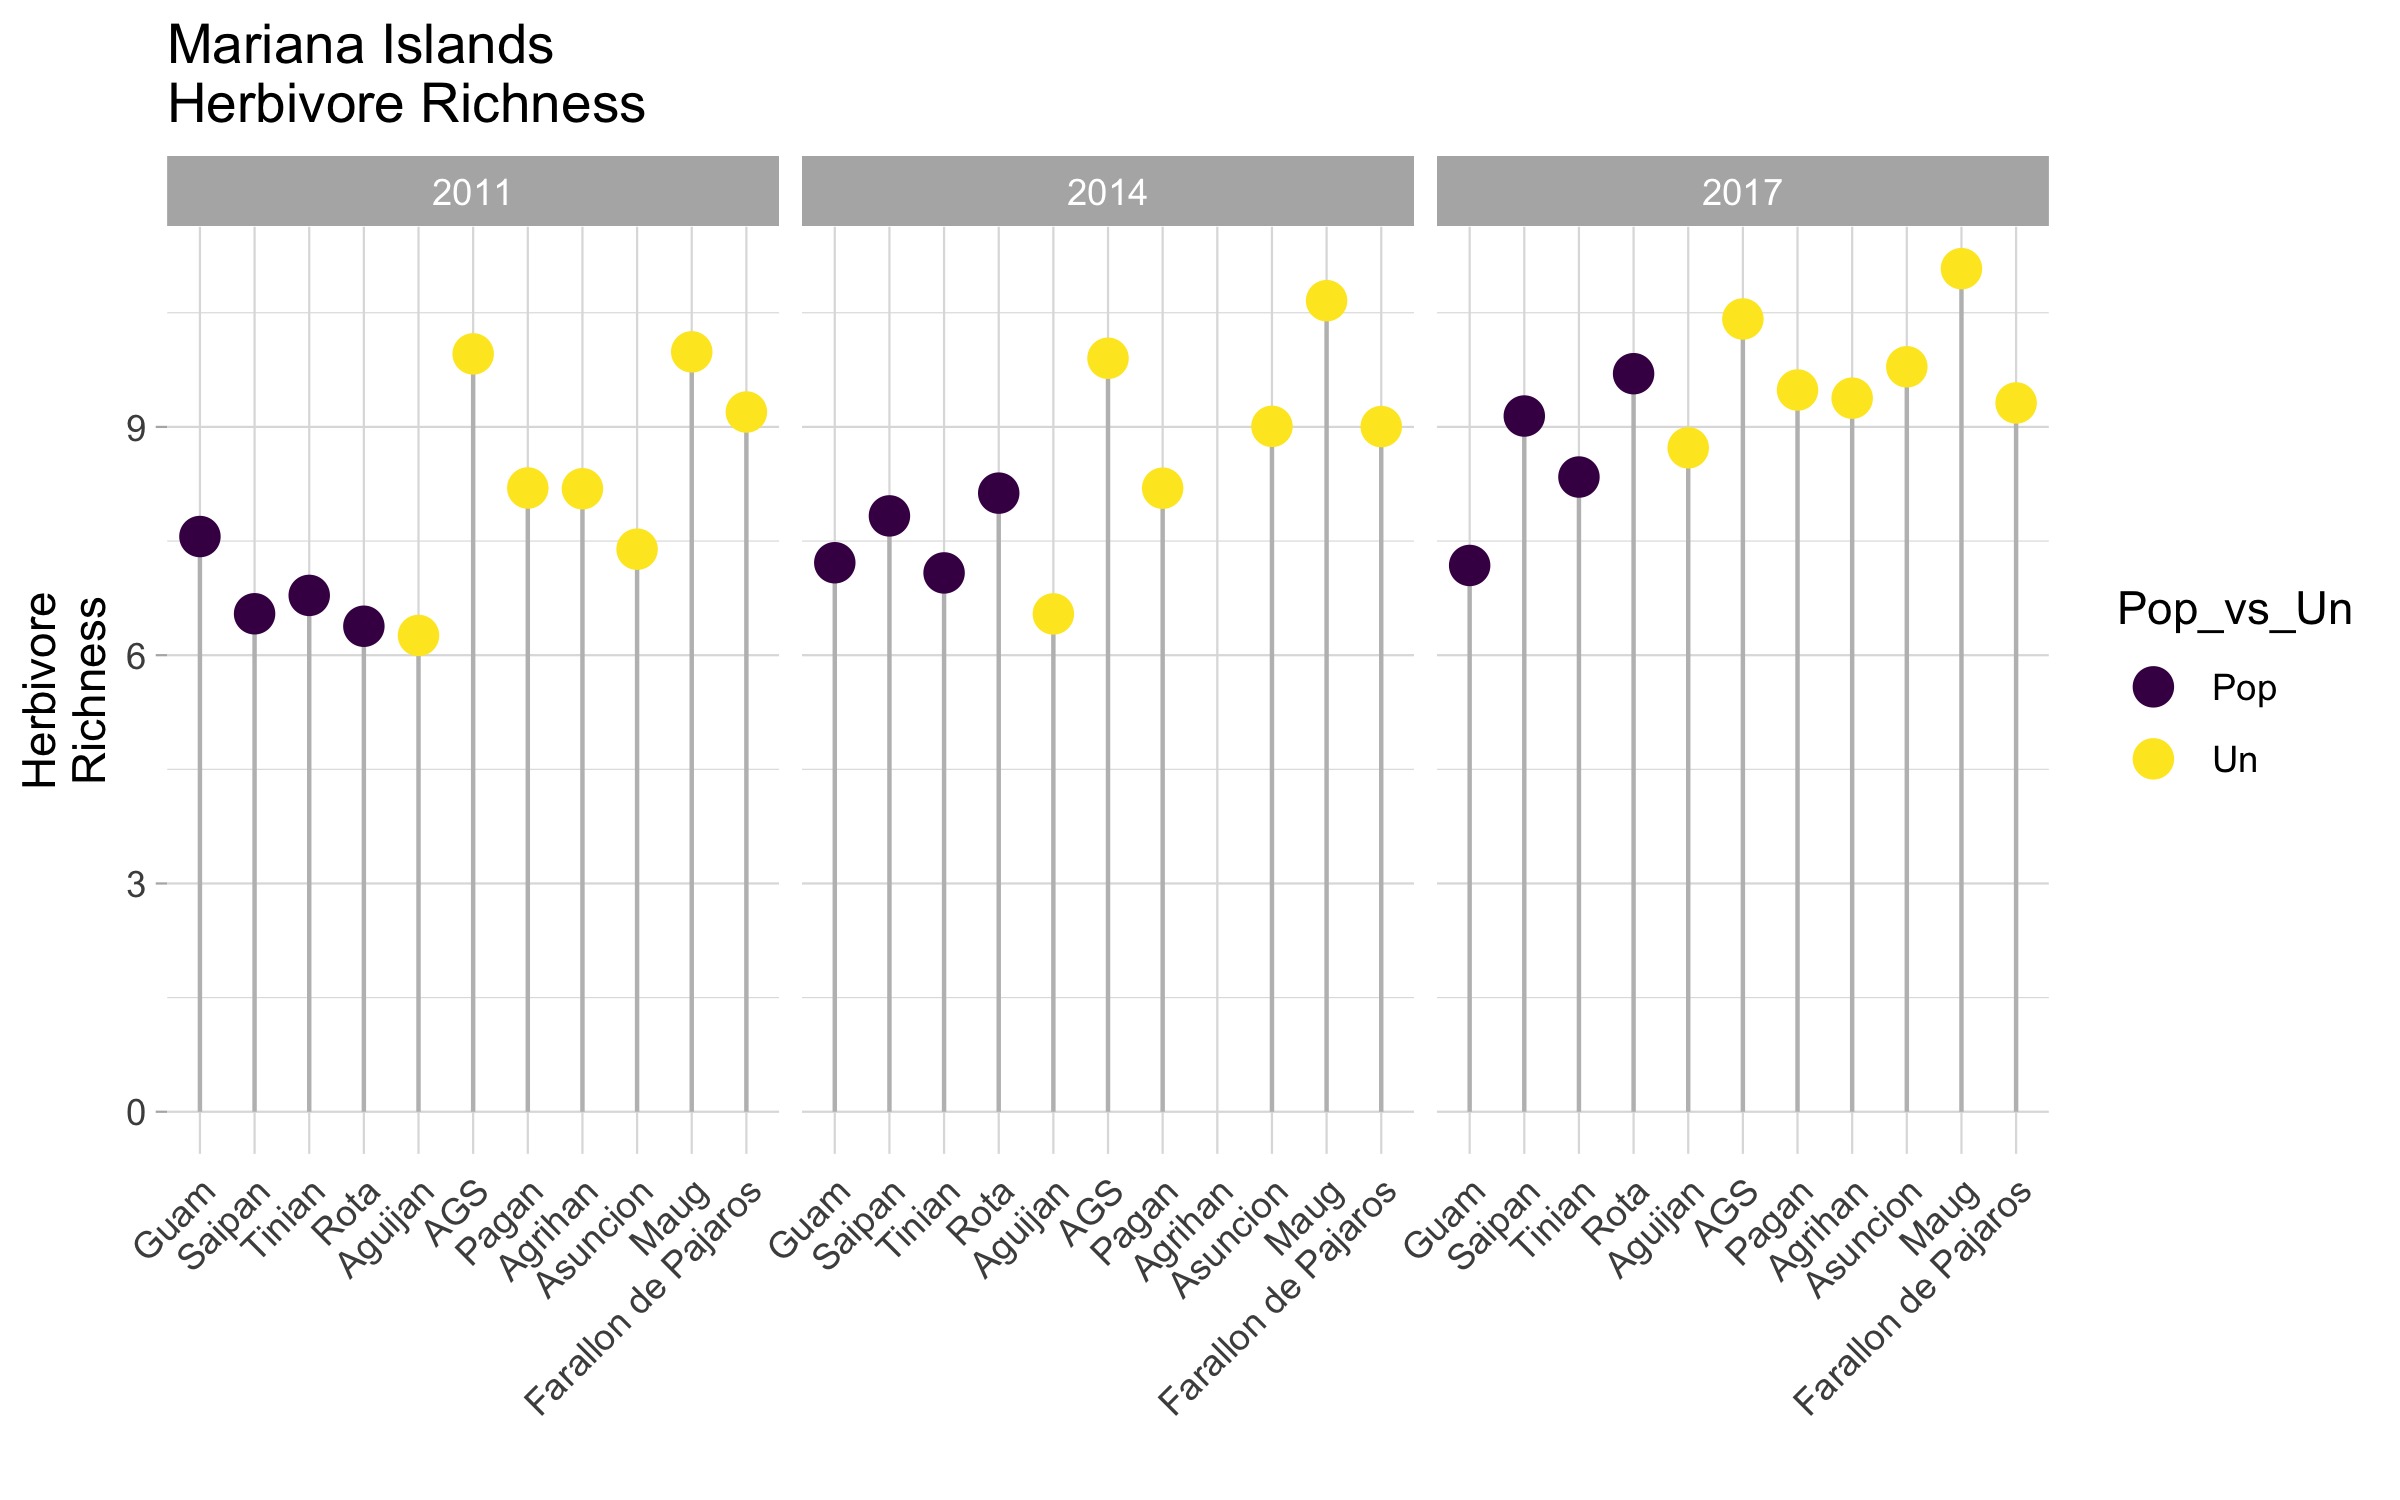 Mariana Islands
Herbivore Richness
2011
2014
2017
Herbivore
Richness
9
6
3
0
Guam
Saipan
Tinian
Rota
Aguijan
AGS
Pagan
Agrihan
Asuncion
Maug
Farallon de Pajaros
Guam
Saipan
Tinian
Rota
Aguijan
AGS
Pagan
Agrihan
Asuncion
Maug
Farallon de Pajaros
Guam
Saipan
Tinian
Rota
Aguijan
AGS
Pagan
Agrihan
Asuncion
Maug
Farallon de Pajaros
Pop_vs_Un
Pop
Un